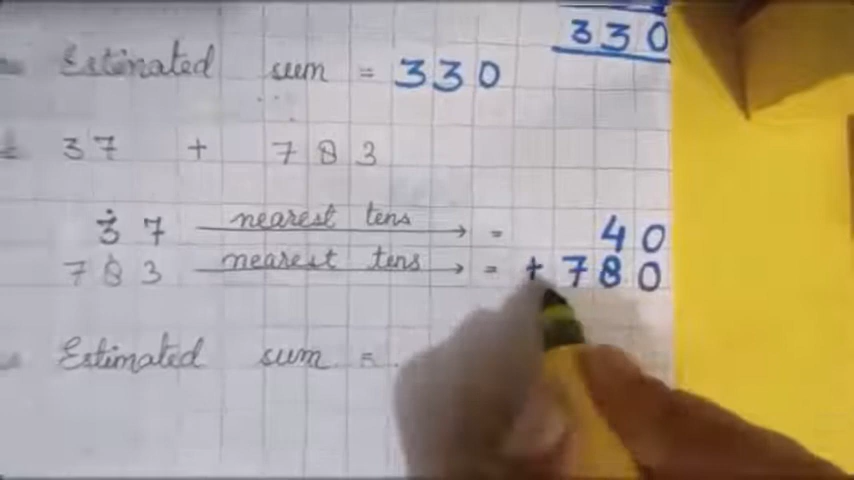 330
Estimated sum = 330
37 + 783
37 nearest tens = 40
783 nearest tens = + 780
Estimated sum =